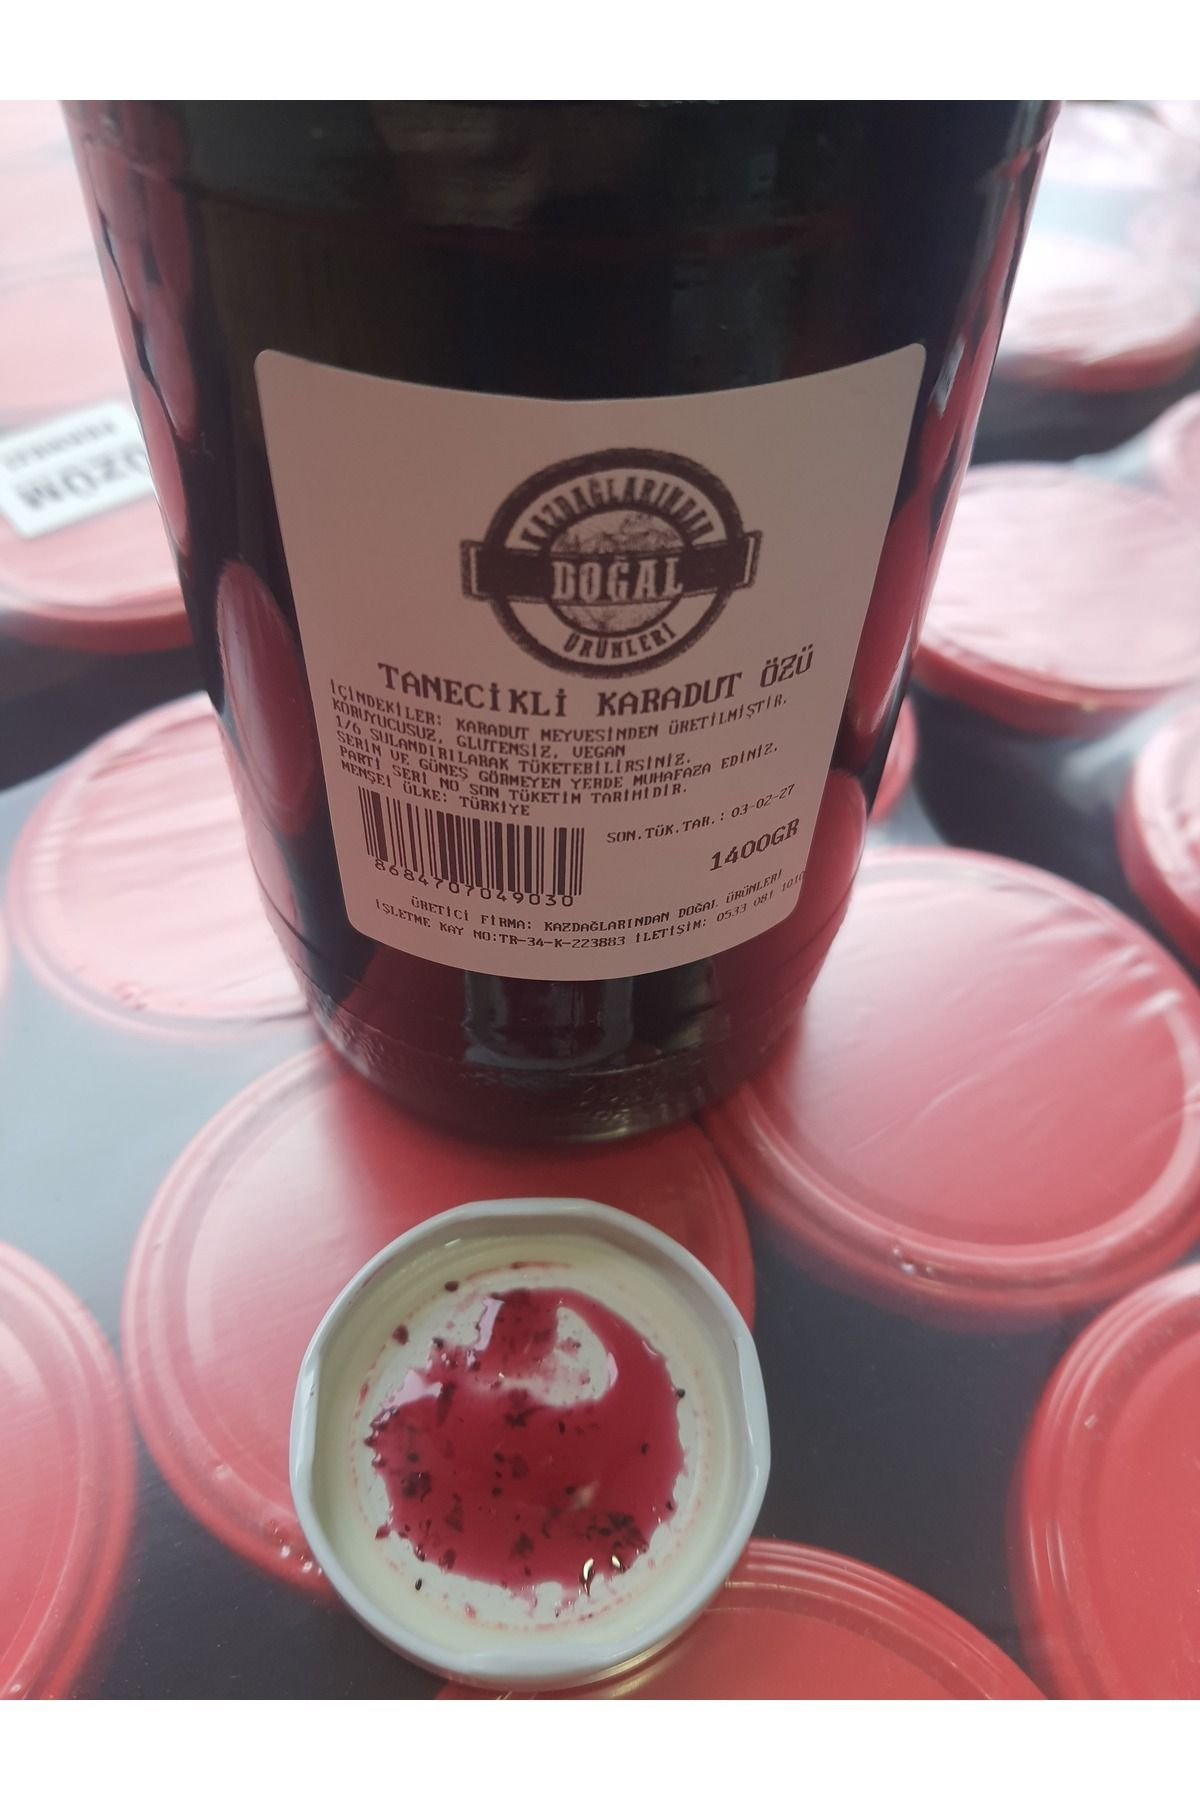 KAZDAĞLARINDAN
DOĞAL
ÜRÜNLERİ
TANECİKLİ KARADUT ÖZÜ
İÇİNDEKİLER: KARADUT MEYVESİNDEN ÜRETİLMİŞTİR.
KORUYUCUSUZ, GLUTENSİZ, VEGAN
1/6 SULANDIRILARAK TÜKETEBİLİRSİNİZ.
SERİN VE GÜNEŞ GÖRMEYEN YERDE MUHAFAZA EDİNİZ.
PARTİ SERİ NO SON TÜKETİM TARİHİDİR.
MENŞEİ ÜLKE: TÜRKİYE
SON.TÜK.TAR.: 03-02-27
1400GR
8684707049030
ÜRETİCİ FİRMA: KAZDAĞLARINDAN DOĞAL ÜRÜNLERİ
İŞLETME KAY NO:TR-34-K-223883 İLETİŞİM: 0533 081 1010
ÜZÜM